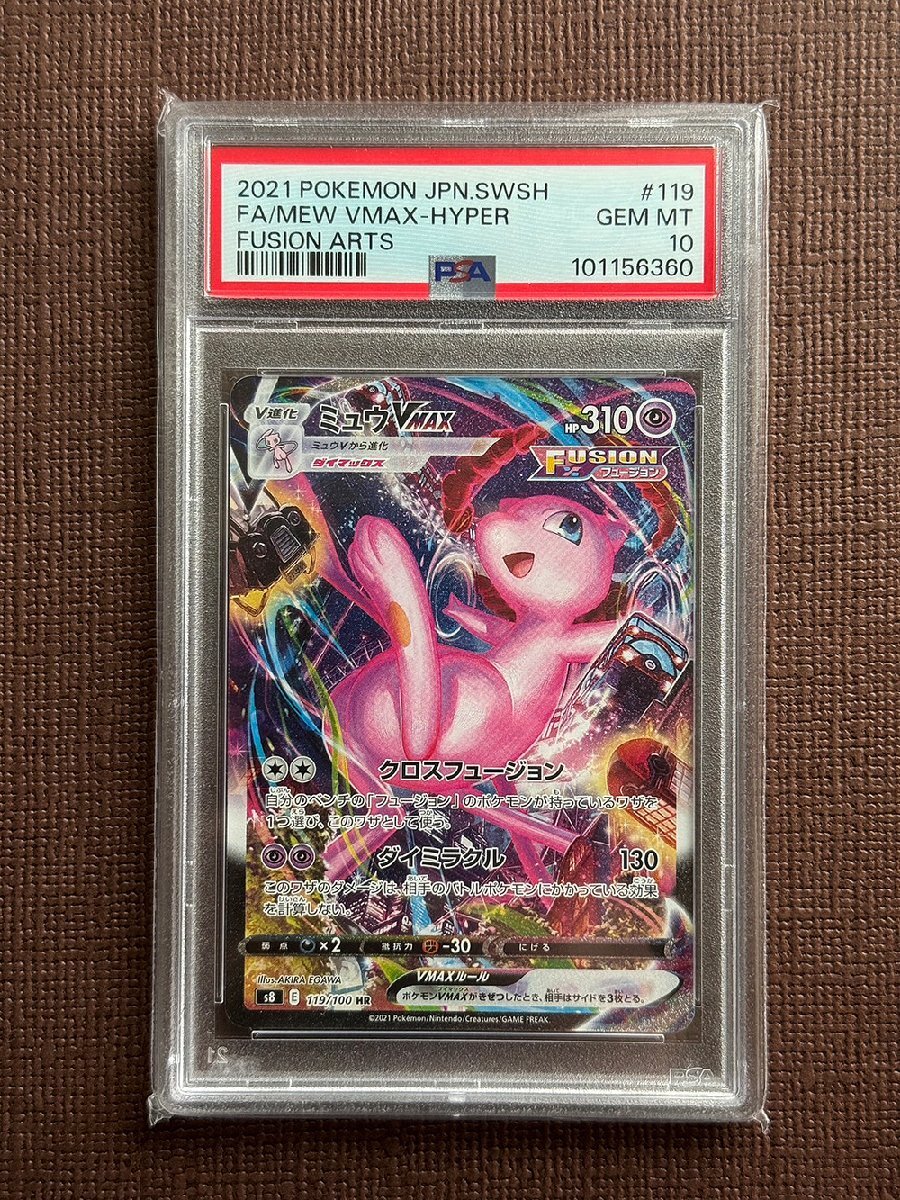 2021 POKEMON JPN.SWSH #119
FA/MEW VMAX-HYPER GEM MT
FUSION ARTS 10
PSA 101156360
V進化 ミュウVMAX HP310
ミュウVから進化
ダイマックス
FUSION
フュージョン
クロスフュージョン
自分のベンチの「フュージョン」のポケモンが持っているワザを
1つ選び、このワザとして使う。
ダイミラクル 130
このワザのダメージは、相手のバトルポケモンにかかっている効果
を計算しない。
弱点 ×2 抵抗力 -30 にげる
illus.AKIRA EGAWA
VMAXルール
s8 E 119/100 HR
ポケモンVMAXがきぜつしたとき、相手はサイドを3枚とる。
©2021 Pokémon/Nintendo/Creatures/GAME FREAK.
PSA